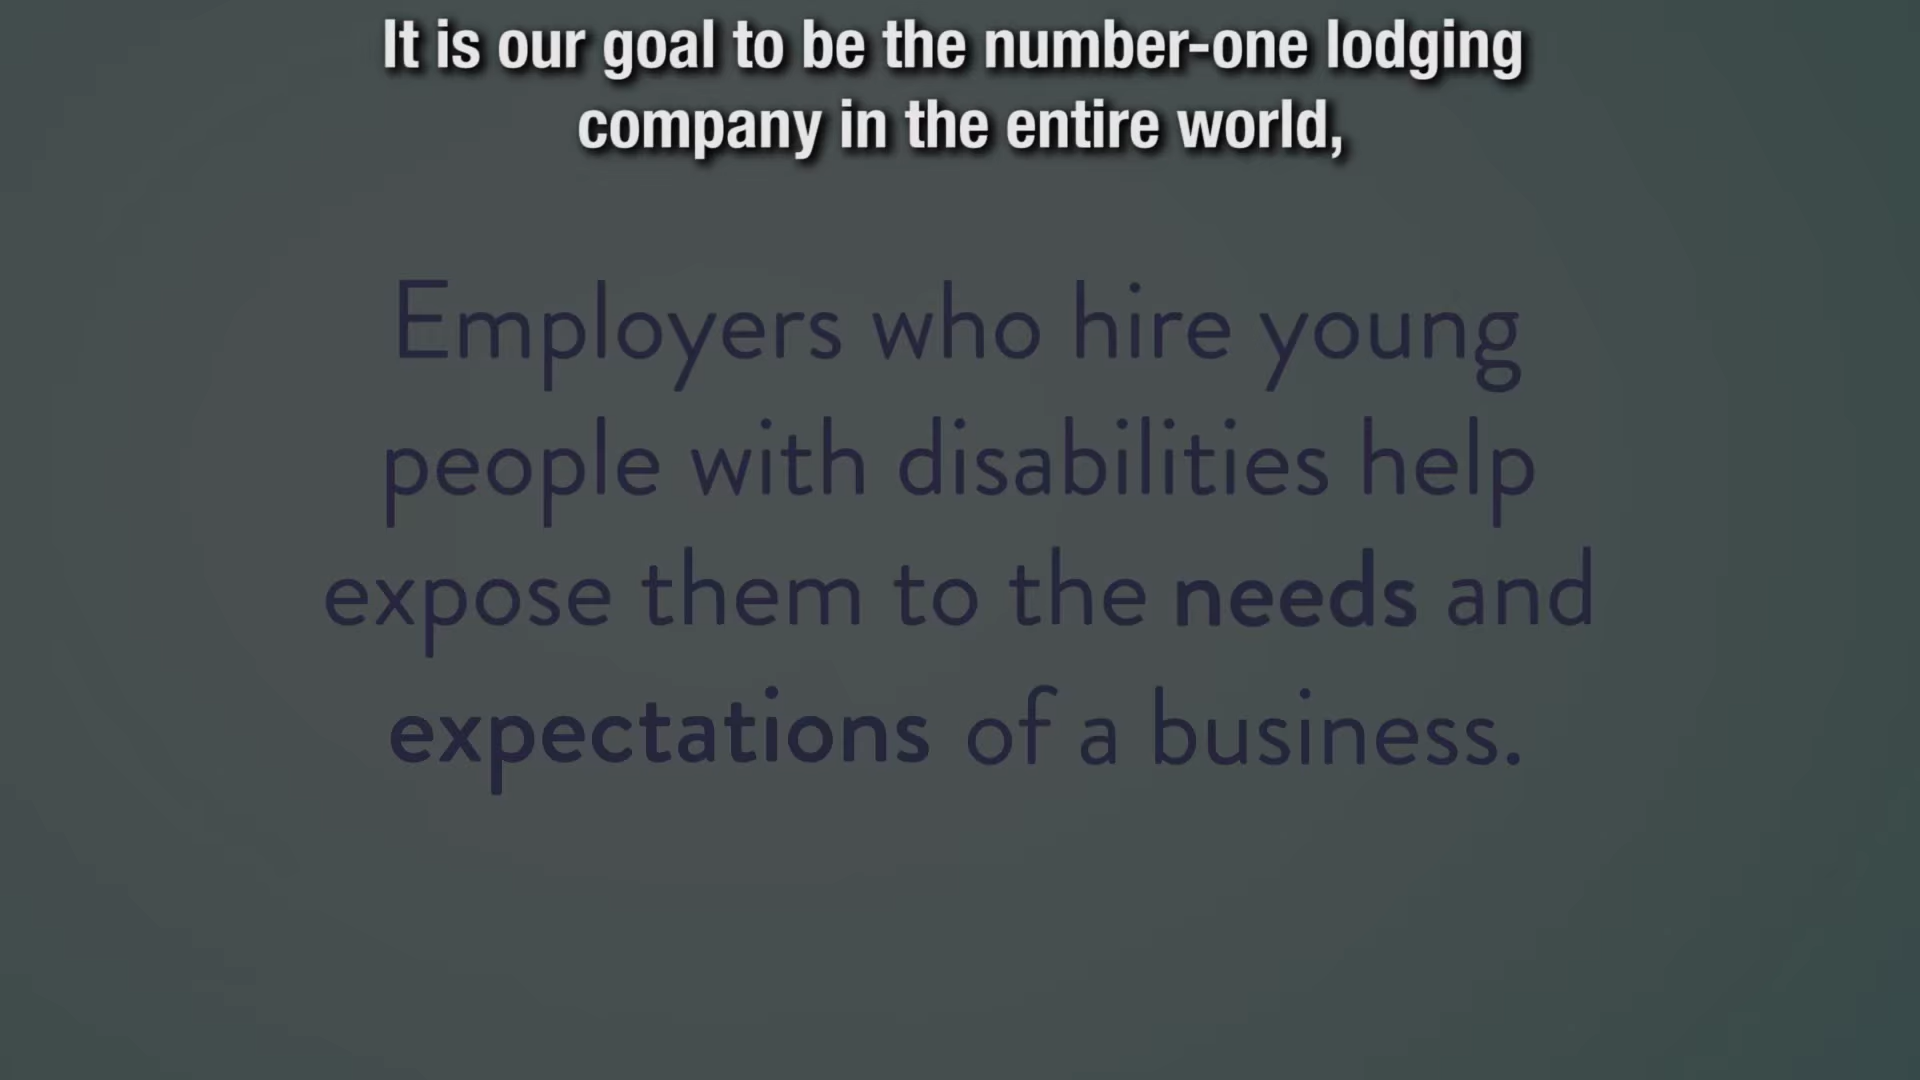 It is our goal to be the number-one lodging
company in the entire world,
Employers who hire young
people with disabilities help
expose them to the needs and
expectations of a business.